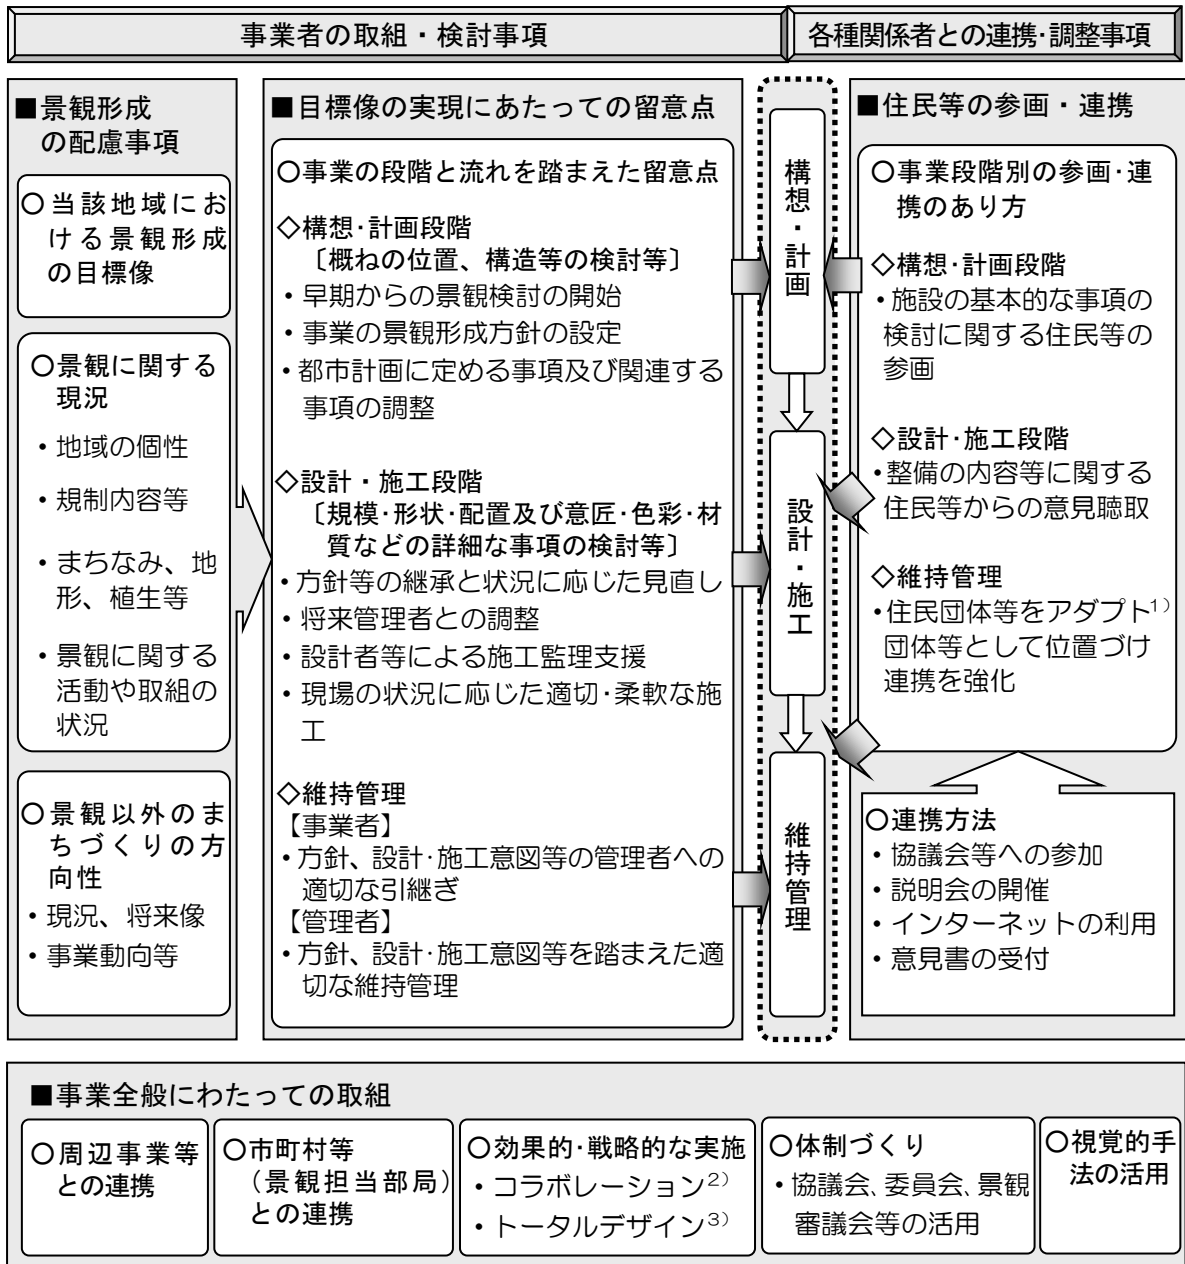 事業者の取組・検討事項
各種関係者との連携・調整事項
■景観形成
の配慮事項
○当該地域にお
ける景観形成
の目標像
○景観に関する
現況
・地域の個性
・規制内容等
・まちなみ、地
形、植生等
・景観に関する
活動や取組の
状況
○景観以外のま
ちづくりの方
向性
・現況、将来像
・事業動向等
■目標像の実現にあたっての留意点
○事業の段階と流れを踏まえた留意点
◇構想・計画段階
〔概ねの位置、構造等の検討等〕
・早期からの景観検討の開始
・事業の景観形成方針の設定
・都市計画に定める事項及び関連する
事項の調整
◇設計・施工段階
〔規模・形状・配置及び意匠・色彩・材
質などの詳細な事項の検討等〕
・方針等の継承と状況に応じた見直し
・将来管理者との調整
・設計者等による施工監理支援
・現場の状況に応じた適切・柔軟な施
工
◇維持管理
【事業者】
・方針、設計・施工意図等の管理者への
適切な引継ぎ
【管理者】
・方針、設計・施工意図等を踏まえた適
切な維持管理
構想・計画
設計・施工
維持管理
■住民等の参画・連携
○事業段階別の参画・連
携のあり方
◇構想・計画段階
・施設の基本的な事項の
検討に関する住民等の
参画
◇設計・施工段階
・整備の内容等に関する
住民等からの意見聴取
◇維持管理
・住民団体等をアダプト1）
団体等として位置づけ
連携を強化
○連携方法
・協議会等への参加
・説明会の開催
・インターネットの利用
・意見書の受付
■事業全般にわたっての取組
○周辺事業等
との連携
○市町村等
（景観担当部局）
との連携
○効果的・戦略的な実施
・コラボレーション2）
・トータルデザイン3）
○体制づくり
・協議会、委員会、景観
審議会等の活用
○視覚的手
法の活用